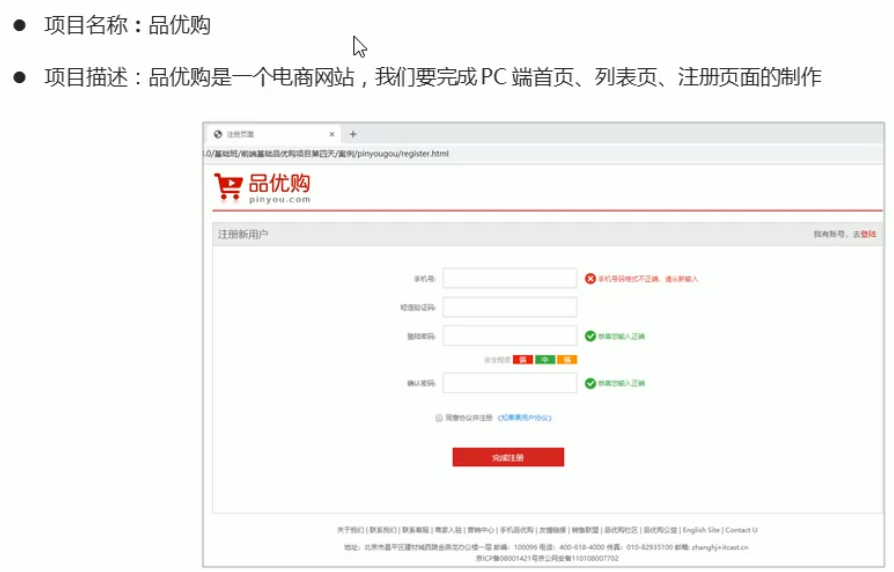 ● 项目名称：品优购
● 项目描述：品优购是一个电商网站，我们要完成 PC 端首页、列表页、注册页面的制作
注册页面 × +
.0/基础班/前端基础品优购项目第四天/案例/pinyougou/register.html
品优购
pinyou.com
注册新用户 我有账号，去登陆
手机号: 手机号码格式不正确，请从新输入
短信验证码:
登陆密码: 恭喜您输入正确
安全程度 弱 中 强
确认密码: 恭喜您输入正确
同意协议并注册 《知果果用户协议》
完成注册
关于我们 | 联系我们 | 联系客服 | 商家入驻 | 营销中心 | 手机品优购 | 友情链接 | 销售联盟 | 品优购社区 | 品优购公益 | English Site | Contact U
地址：北京市昌平区建材城西路金燕龙办公楼一层 邮编：100096 电话：400-618-4000 传真：010-82935100 邮箱: zhanghj+itcast.cn
京ICP备08001421号京公网安备110108007702